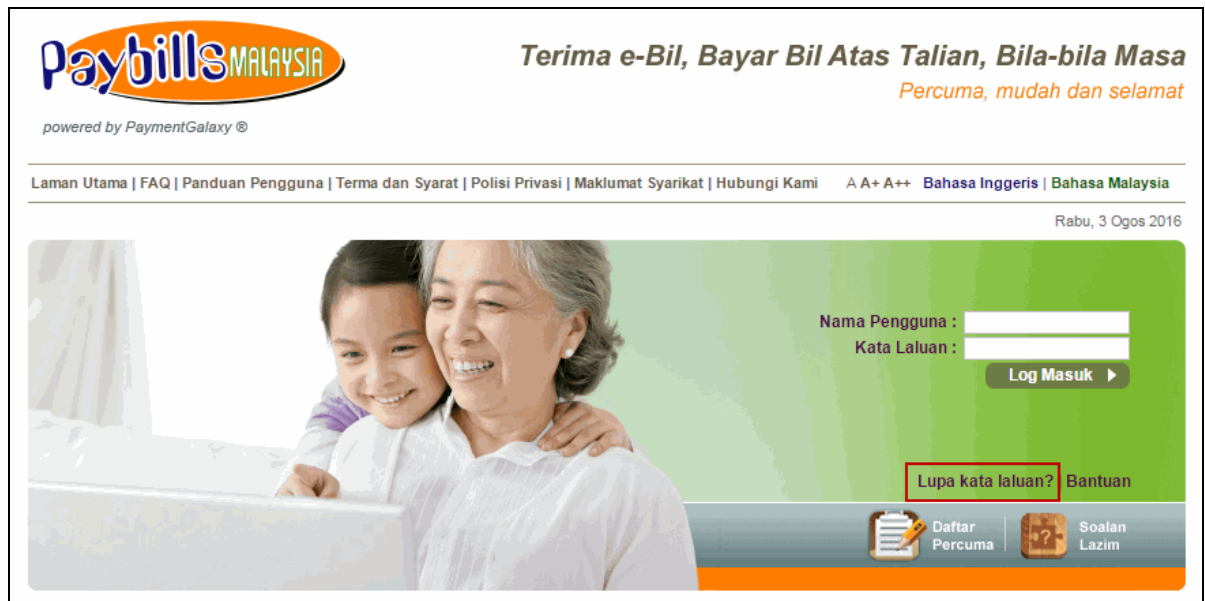 Paybills MALAYSIA
Terima e-Bil, Bayar Bil Atas Talian, Bila-bila Masa
Percuma, mudah dan selamat
powered by PaymentGalaxy ®
Laman Utama | FAQ | Panduan Pengguna | Terma dan Syarat | Polisi Privasi | Maklumat Syarikat | Hubungi Kami A A+ A++ Bahasa Inggeris | Bahasa Malaysia
Rabu, 3 Ogos 2016
Nama Pengguna :
Kata Laluan :
Log Masuk
Lupa kata laluan? Bantuan
Daftar Percuma
Soalan Lazim